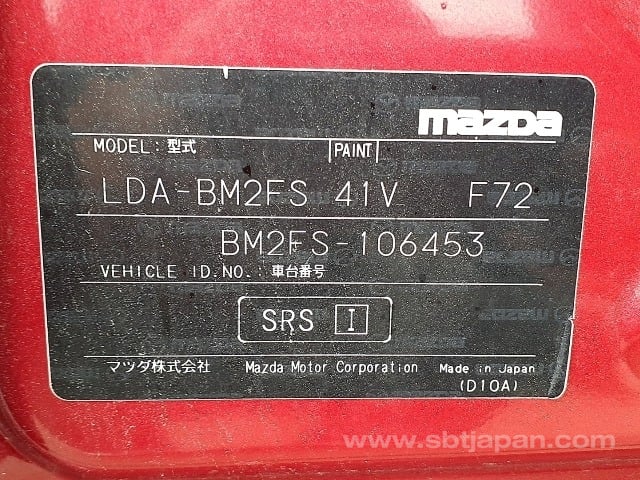 mazda
MODEL: 型式 PAINT
LDA-BM2FS 41V F72
BM2FS-106453
VEHICLE ID.NO.: 車台番号
SRS I
マツダ株式会社 Mazda Motor Corporation Made in Japan
(D10A)
www.sbtjapan.com